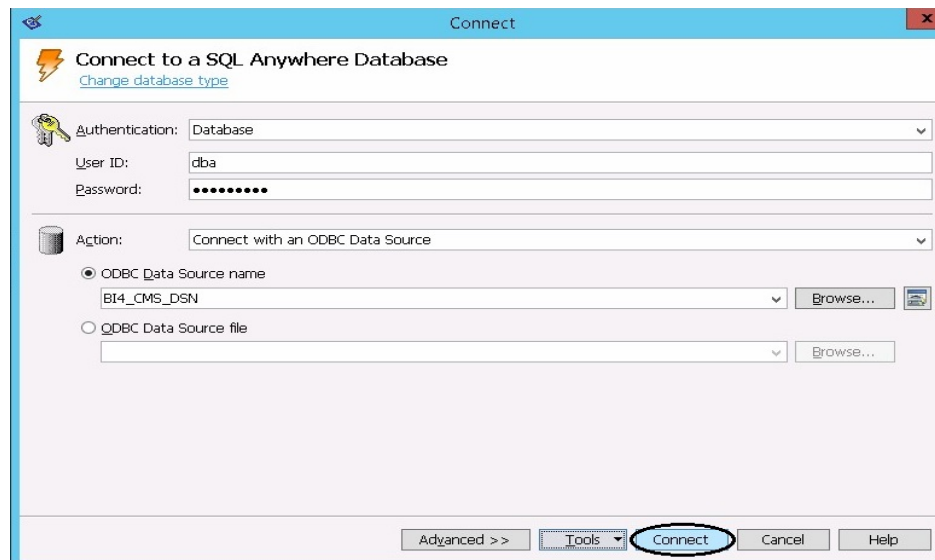 Connect
x
Connect to a SQL Anywhere Database
Change database type
Authentication: Database
User ID: dba
Password: •••••••••
Action: Connect with an ODBC Data Source
ODBC Data Source name
BI4_CMS_DSN Browse...
ODBC Data Source file
Browse...
Advanced >> Tools Connect Cancel Help